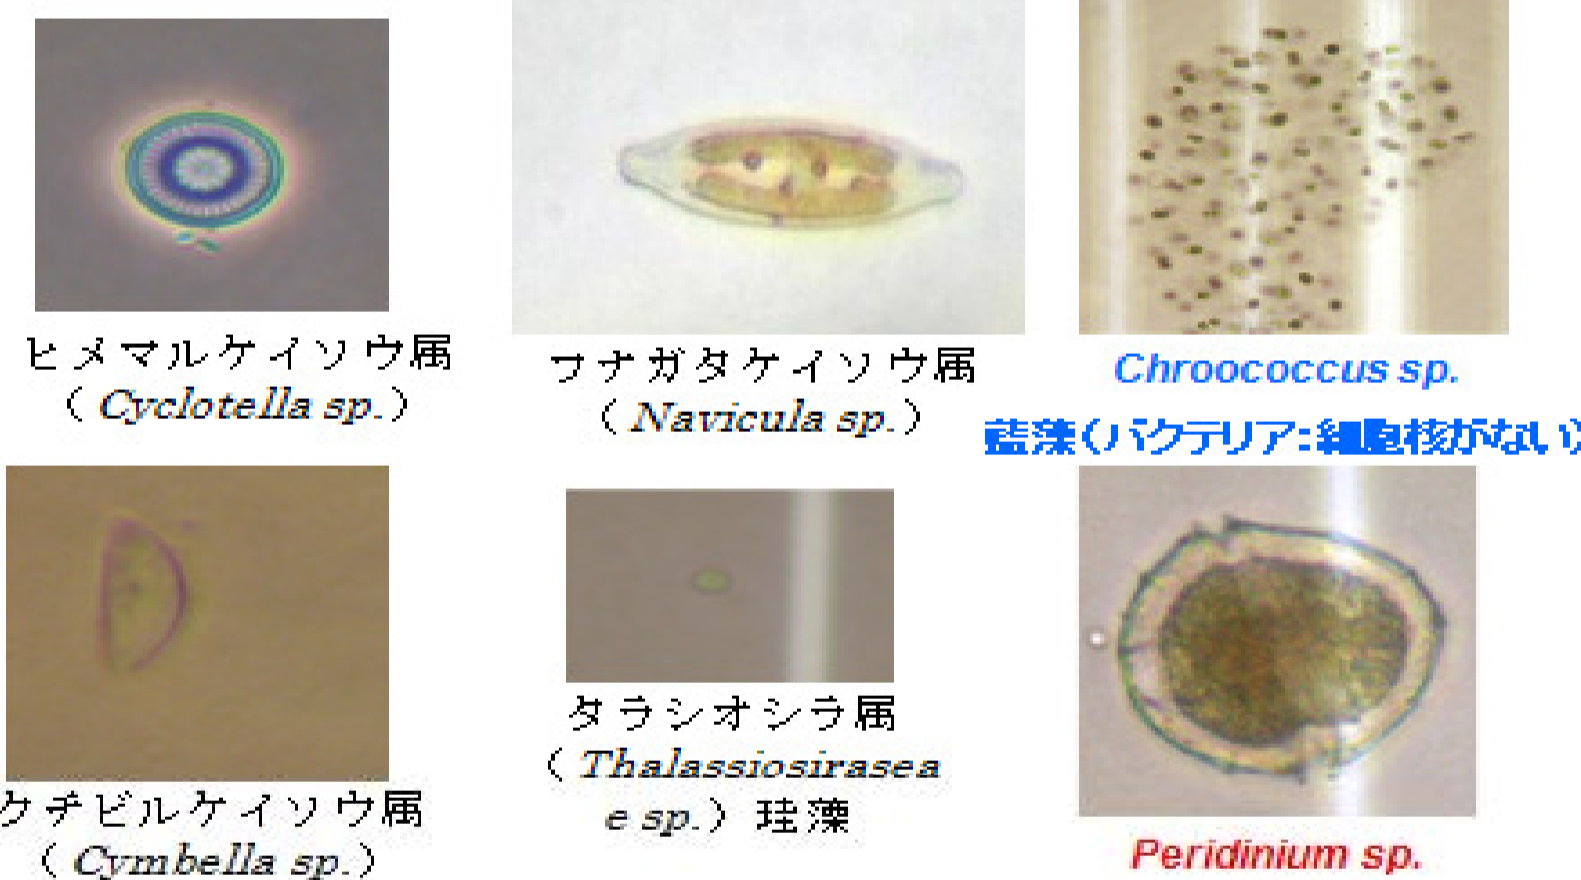 ヒメマルケイソウ属
（Cyclotella sp.）
フナガタケイソウ属
（Navicula sp.）
Chroococcus sp.
藍藻（バクテリア：細胞核がない）
クチビルケイソウ属
（Cymbella sp.）
タラシオシラ属
（Thalassiosirasea
e sp.）珪藻
Peridinium sp.